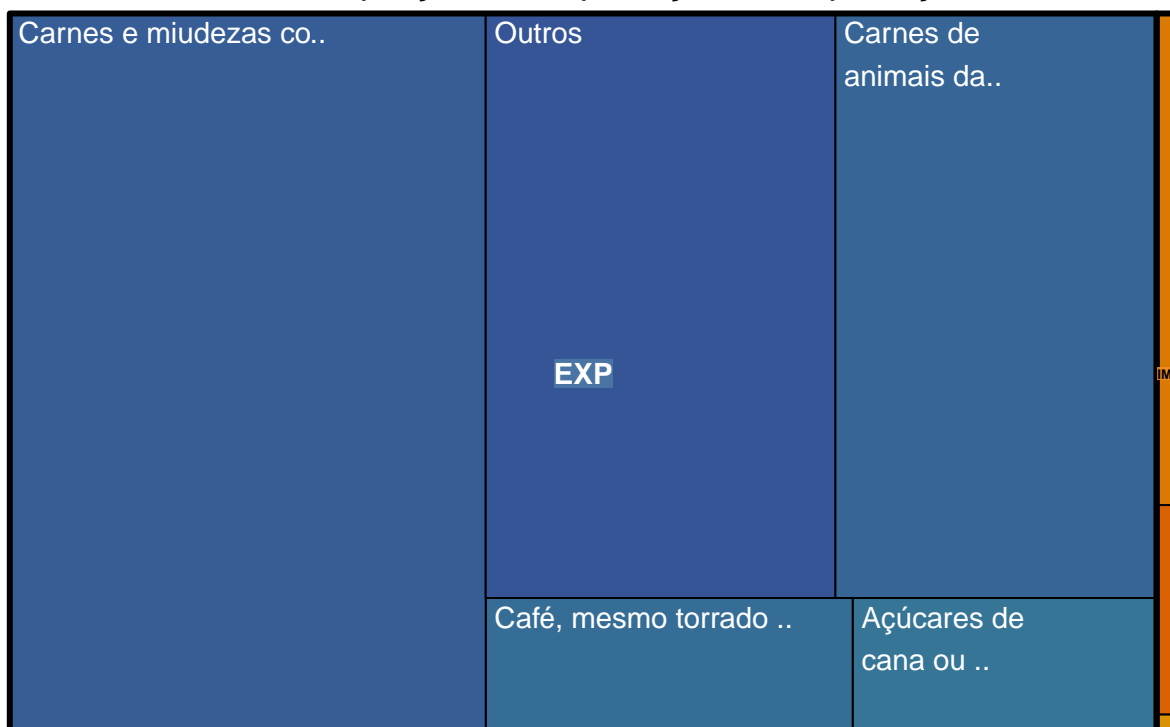 Carnes e miudezas co..
Outros
Carnes de
animais da..
EXP
Café, mesmo torrado ..
Açúcares de
cana ou ..